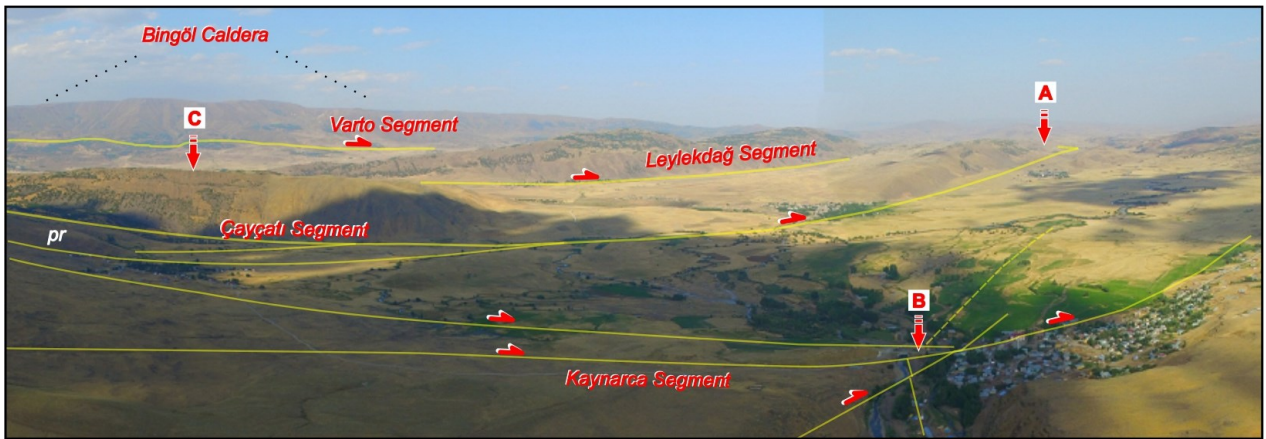 Bingöl Caldera
A
C
Varto Segment
Leylekdağ Segment
Çayçatı Segment
pr
B
Kaynarca Segment